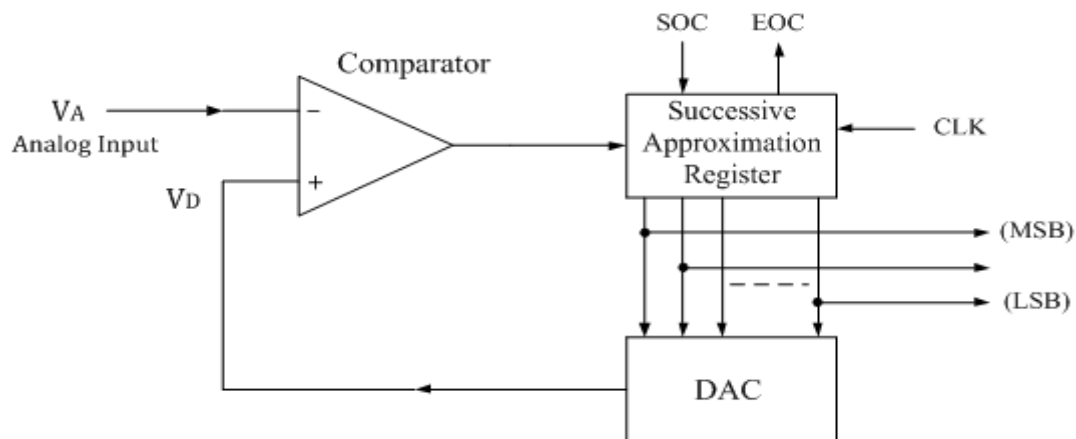 SOC
EOC
Comparator
VA
Analog Input
−
+
VD
Successive
Approximation
Register
CLK
(MSB)
(LSB)
DAC